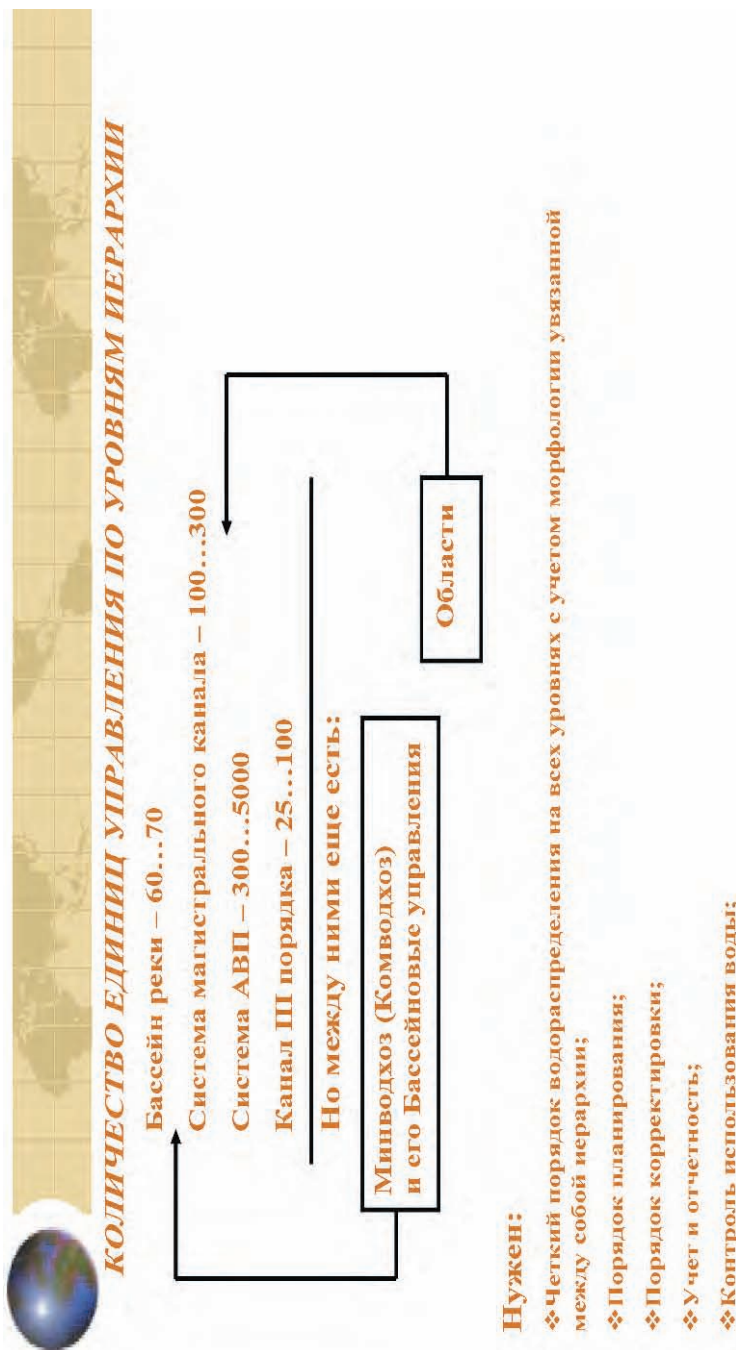 КОЛИЧЕСТВО ЕДИНИЦ УПРАВЛЕНИЯ ПО УРОВНЯМ ИЕРАРХИИ
Бассейн реки – 60…70
Система магистрального канала – 100…300
Система АВП – 300…5000
Канал III порядка – 25…100
Но между ними еще есть:
Минводхоз (Комводхоз)
и его Бассейновые управления
Области
Нужен:
❖Четкий порядок водораспределения на всех уровнях с учетом морфологии увязанной
между собой иерархии;
❖Порядок планирования;
❖Порядок корректировки;
❖Учет и отчетность;
❖Контроль использования воды;